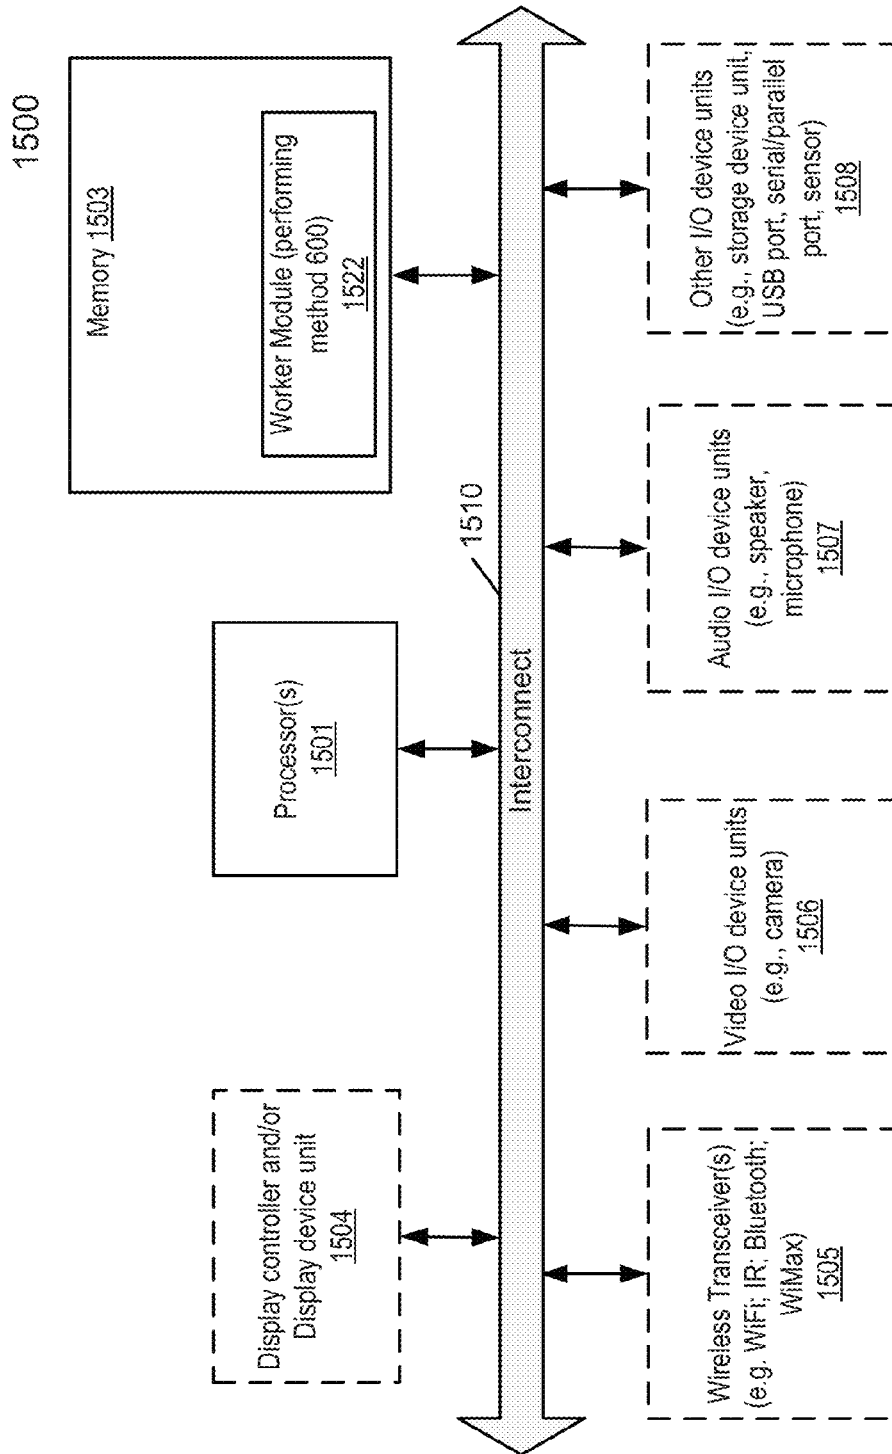 1500
Memory 1503
Worker Module (performing
method 600)
1522
Processor(s)
1501
Display controller and/or
Display device unit
1504
1510
Interconnect
Wireless Transceiver(s)
(e.g. WiFi; IR; Bluetooth;
WiMax)
1505
Video I/O device units
(e.g., camera)
1506
Audio I/O device units
(e.g., speaker,
microphone)
1507
Other I/O device units
(e.g., storage device unit,
USB port, serial/parallel
port, sensor)
1508